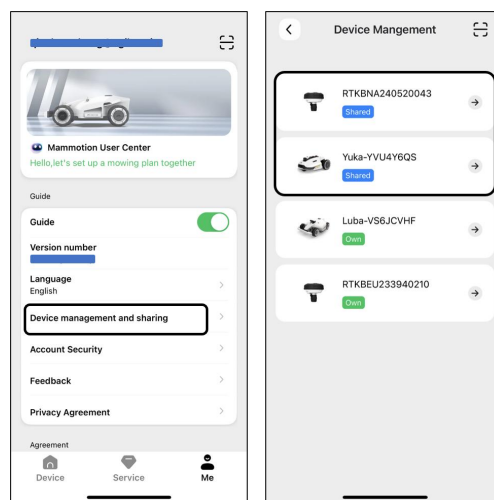 Mammotion User Center
Hello,iet's set up a mowing plan together
Guide
Guide
Version number
Language
English
Device management and sharing
Account Security
Feedback
Privacy Agreement
Agreement
Device
Service
Me
Device Mangement
RTKBNA240520043
Shared
Yuka-YVU4Y6QS
Shared
Luba-VS6JCVHF
Own
RTKBEU233940210
Own